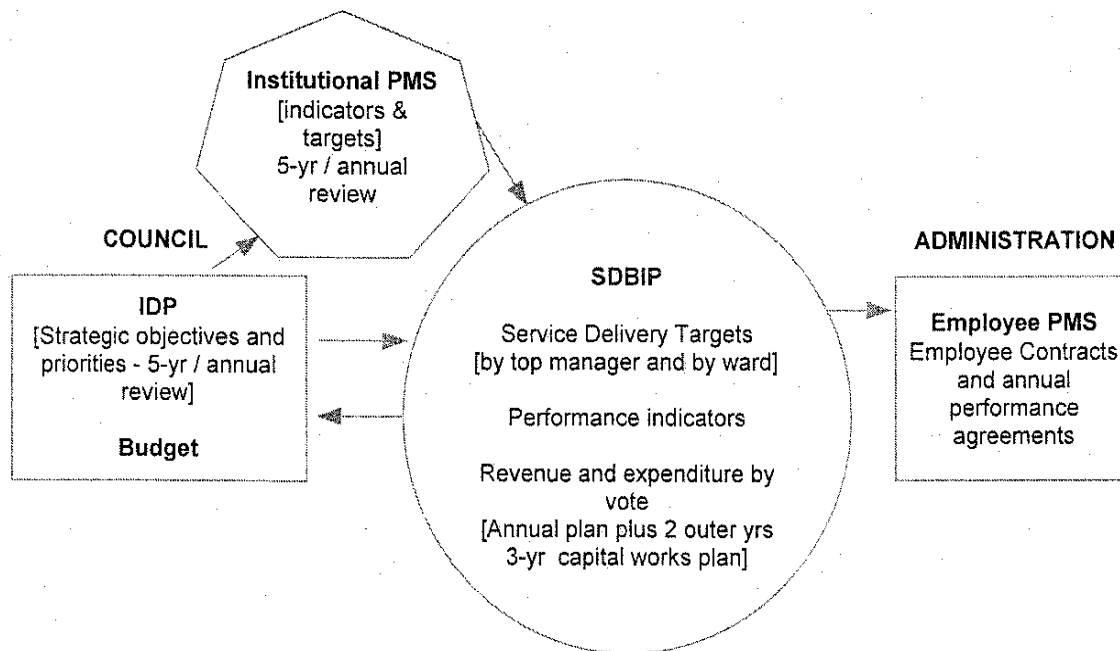 Institutional PMS
[indicators &
targets]
5-yr / annual
review
COUNCIL
IDP
[Strategic objectives and
priorities - 5-yr / annual
review]
Budget
SDBIP
Service Delivery Targets
[by top manager and by ward]
Performance indicators
Revenue and expenditure by
vote
[Annual plan plus 2 outer yrs
3-yr capital works plan]
ADMINISTRATION
Employee PMS
Employee Contracts
and annual
performance
agreements